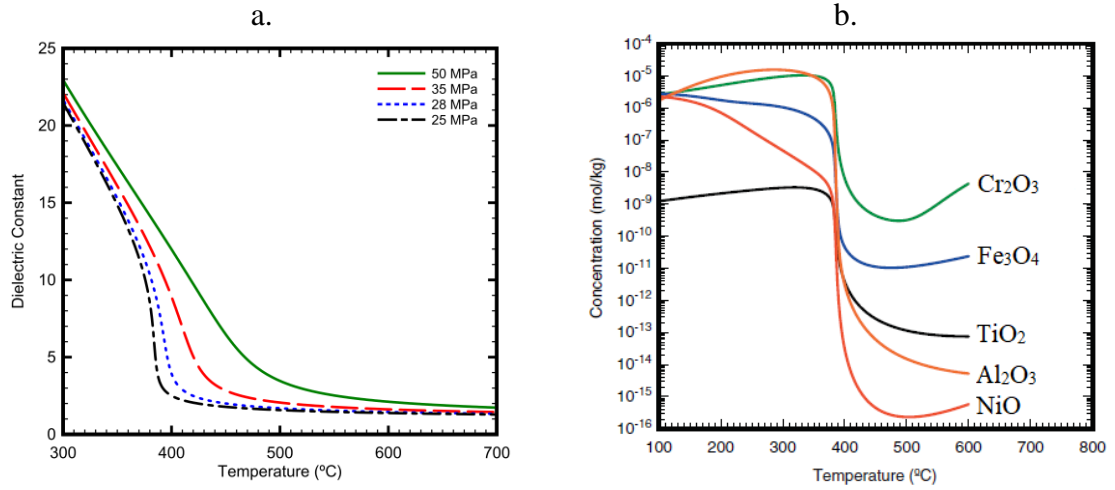 a.
25
20
15
10
5
0
Dielectric Constant
50 MPa
35 MPa
28 MPa
25 MPa
300 400 500 600 700
Temperature (ºC)
b.
10⁻⁴
10⁻⁵
10⁻⁶
10⁻⁷
10⁻⁸
10⁻⁹
10⁻¹⁰
10⁻¹¹
10⁻¹²
10⁻¹³
10⁻¹⁴
10⁻¹⁵
10⁻¹⁶
Concentration (mol/kg)
Cr₂O₃
Fe₃O₄
TiO₂
Al₂O₃
NiO
100 200 300 400 500 600 700 800
Temperature (ºC)